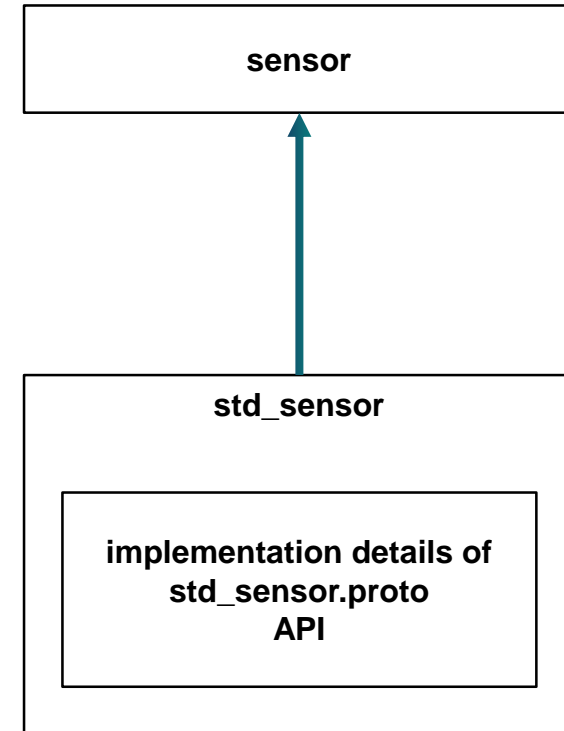 sensor
std_sensor
implementation details of
std_sensor.proto
API